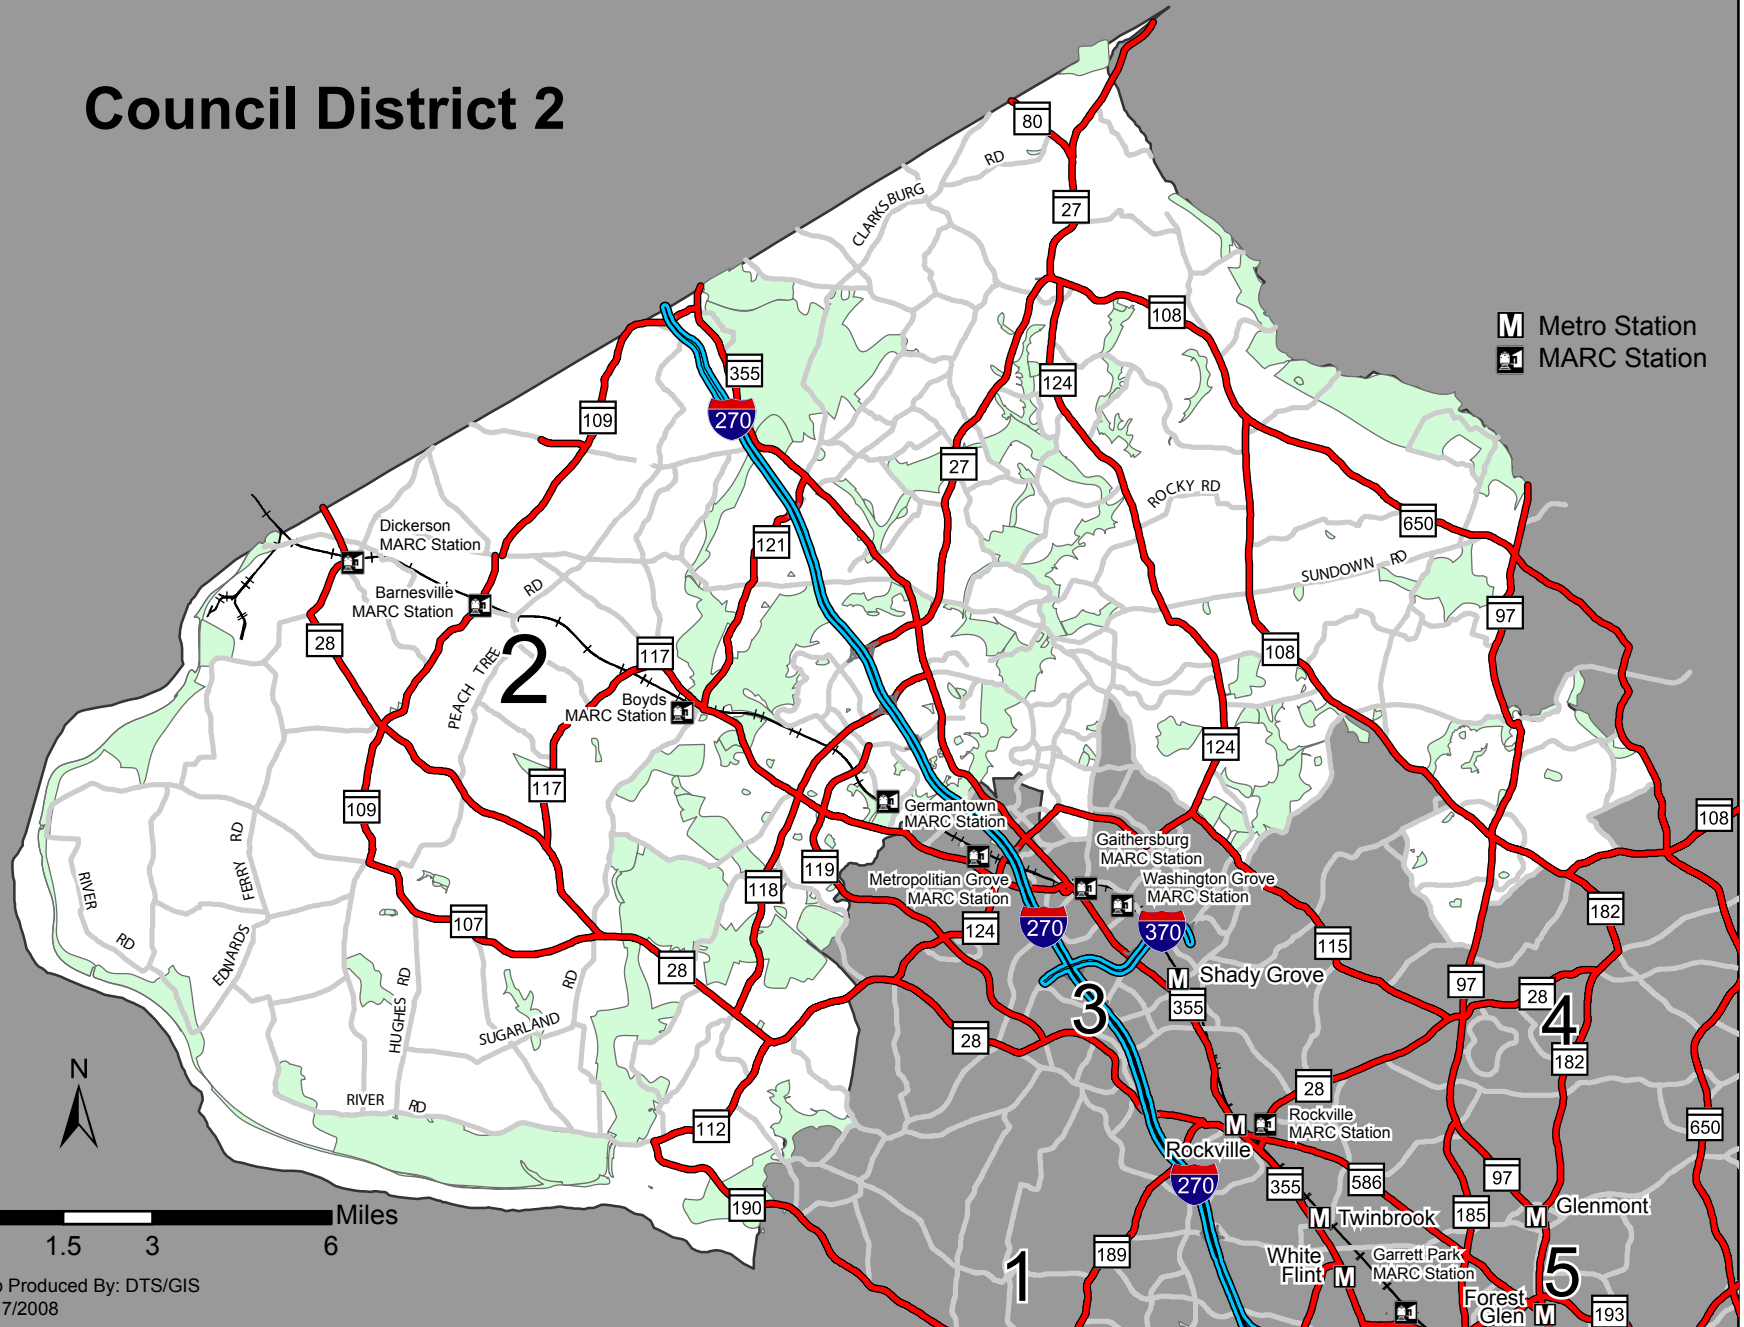 Council District 2
80
RD
CLARKSBURG
27
108
Metro Station
MARC Station
355
124
109
270
27
ROCKY RD
650
121
SUNDOWN RD
Dickerson
MARC Station
Barnesville
MARC Station
RD
28
97
2
117
108
PEACH TREE
Boyds
MARC Station
124
117
109
Germantown
MARC Station
108
FERRY RD
Gaithersburg
MARC Station
119
118
Metropolitian Grove
MARC Station
Washington Grove
MARC Station
RIVER
RD
182
107
124
270
370
115
EDWARDS
28
Shady Grove
97
HUGHES RD
RD
355
28
4
3
SUGARLAND
28
182
N
RIVER RD
28
112
Rockville
MARC Station
650
Rockville
270
355
586
97
190
185
Glenmont
Miles
1.5
3
6
Twinbrook
189
White
Flint
Garrett Park
MARC Station
1
5
Produced By: DTS/GIS
7/2008
Forest
Glen
193